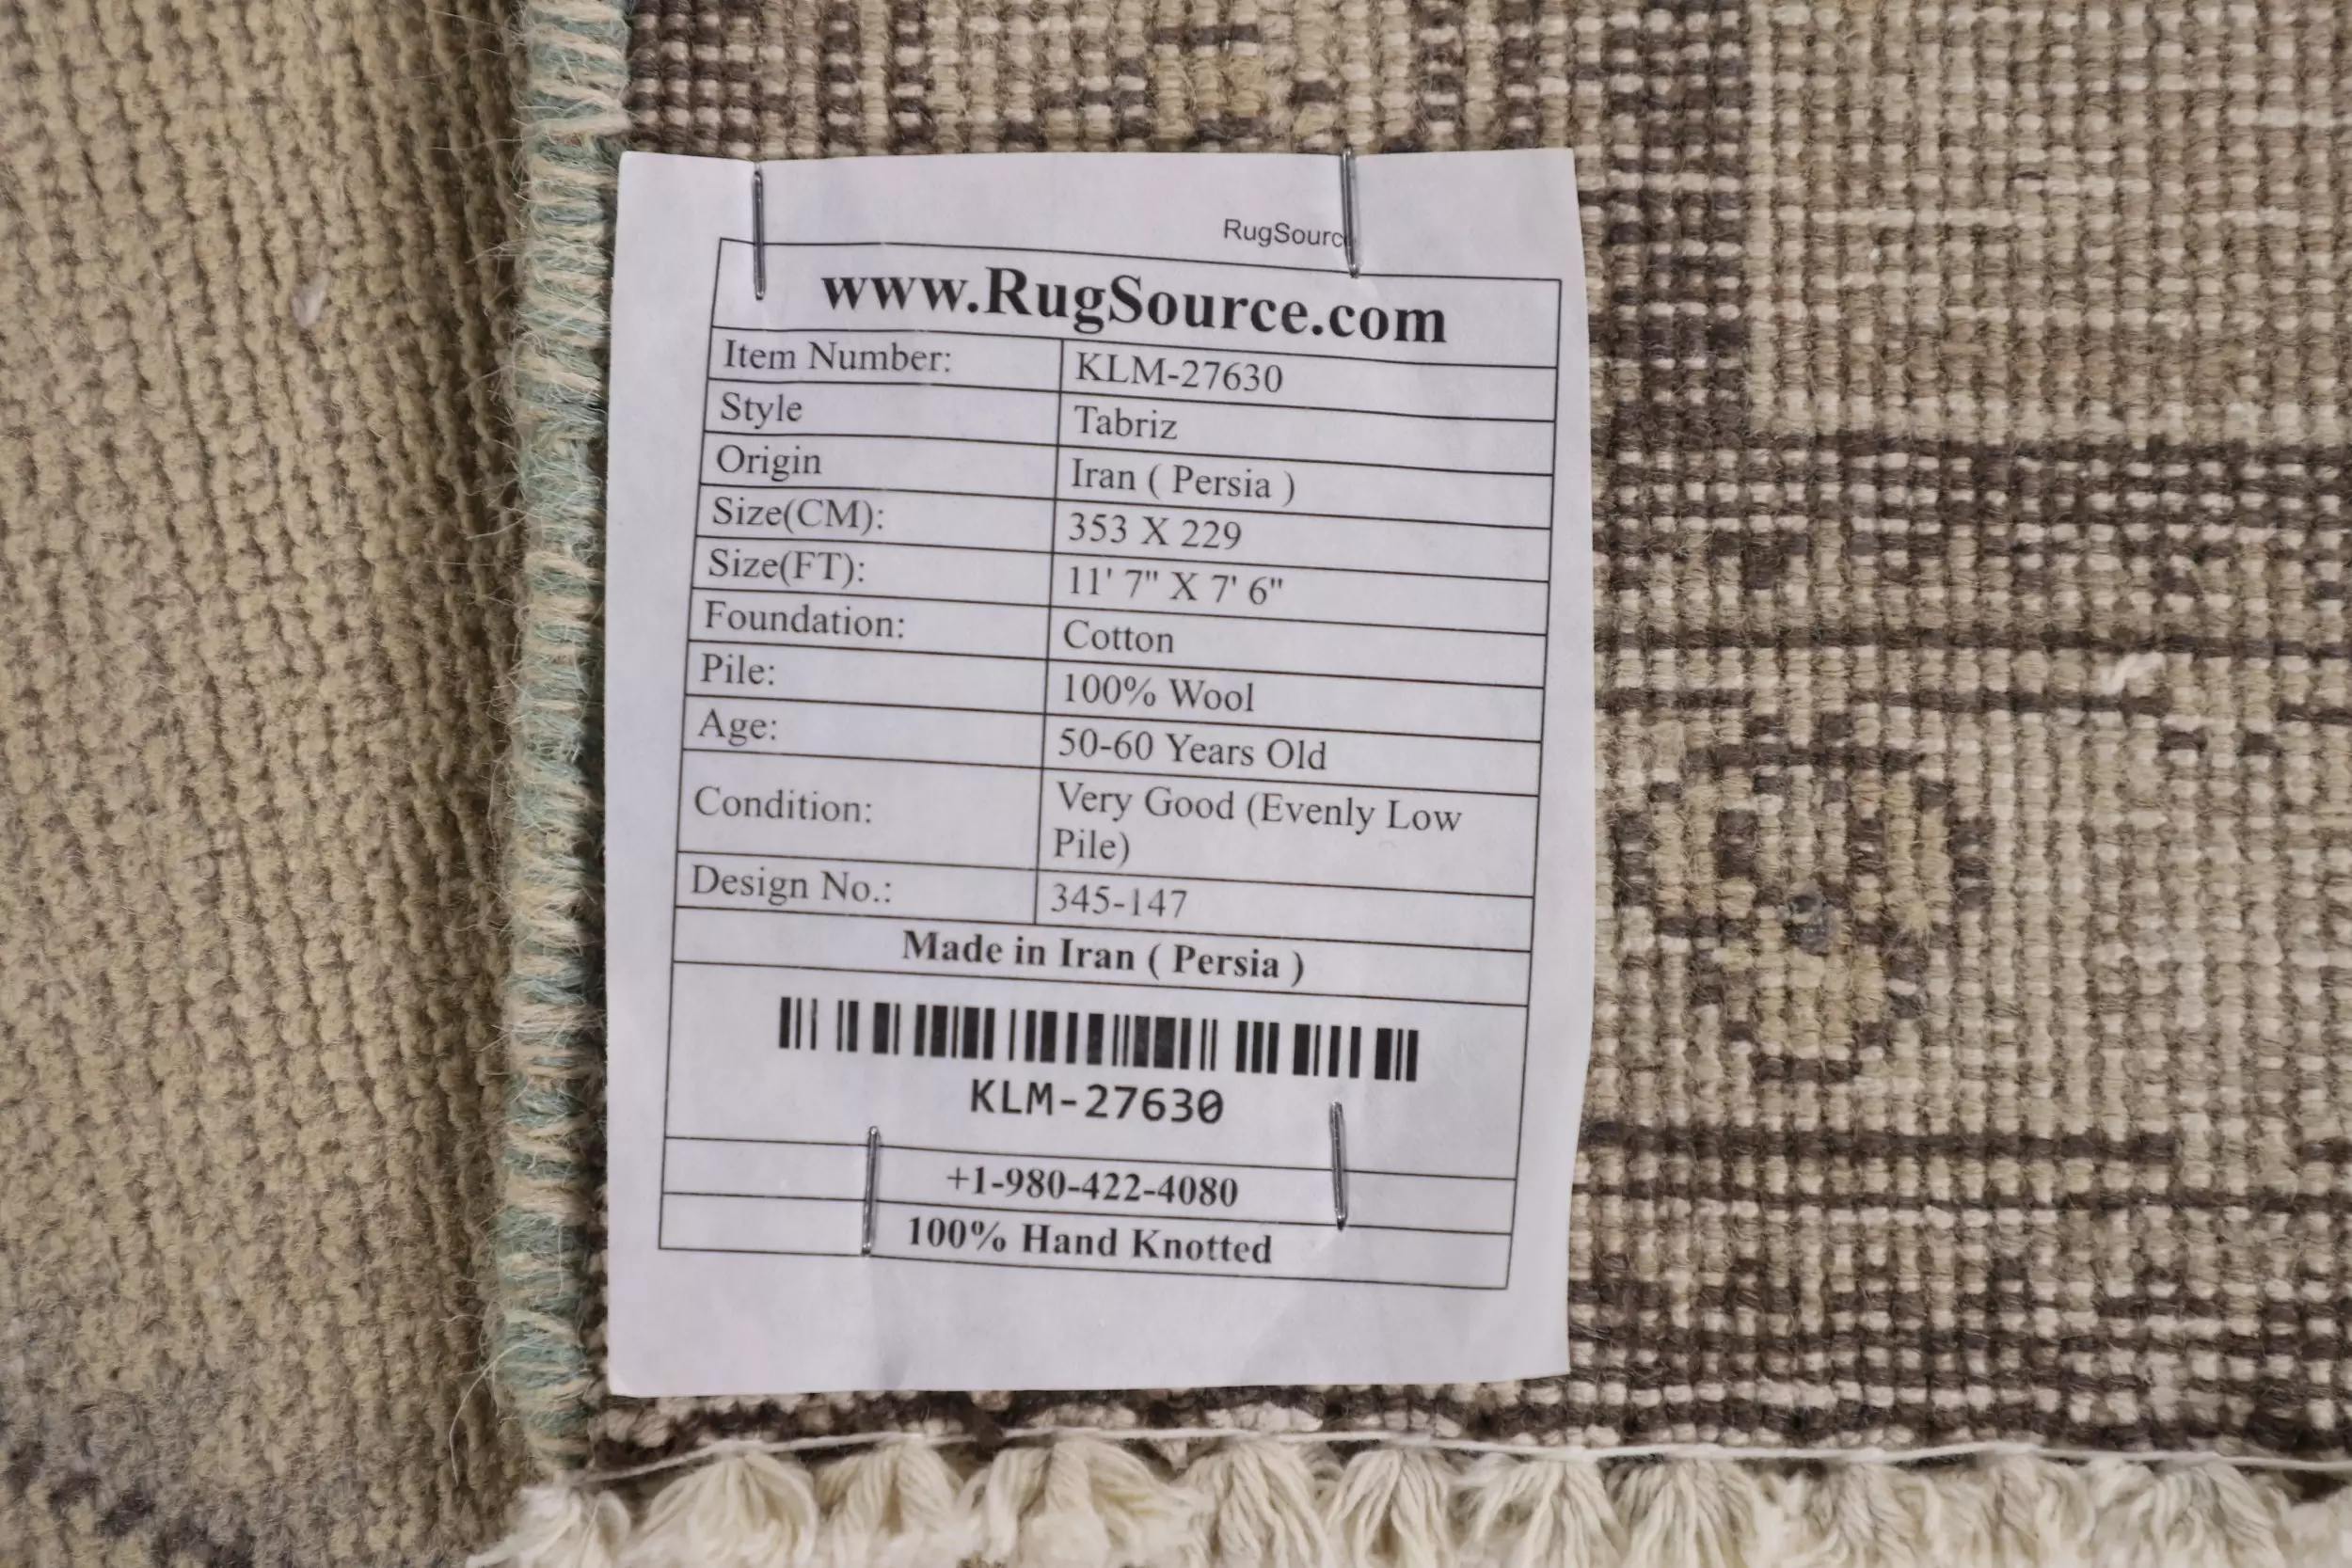 RugSource
www.RugSource.com
Item Number: KLM-27630
Style Tabriz
Origin Iran ( Persia )
Size(CM): 353 X 229
Size(FT): 11' 7" X 7' 6"
Foundation: Cotton
Pile: 100% Wool
Age: 50-60 Years Old
Condition: Very Good (Evenly Low
Pile)
Design No.: 345-147
Made in Iran ( Persia )
KLM-27630
+1-980-422-4080
100% Hand Knotted